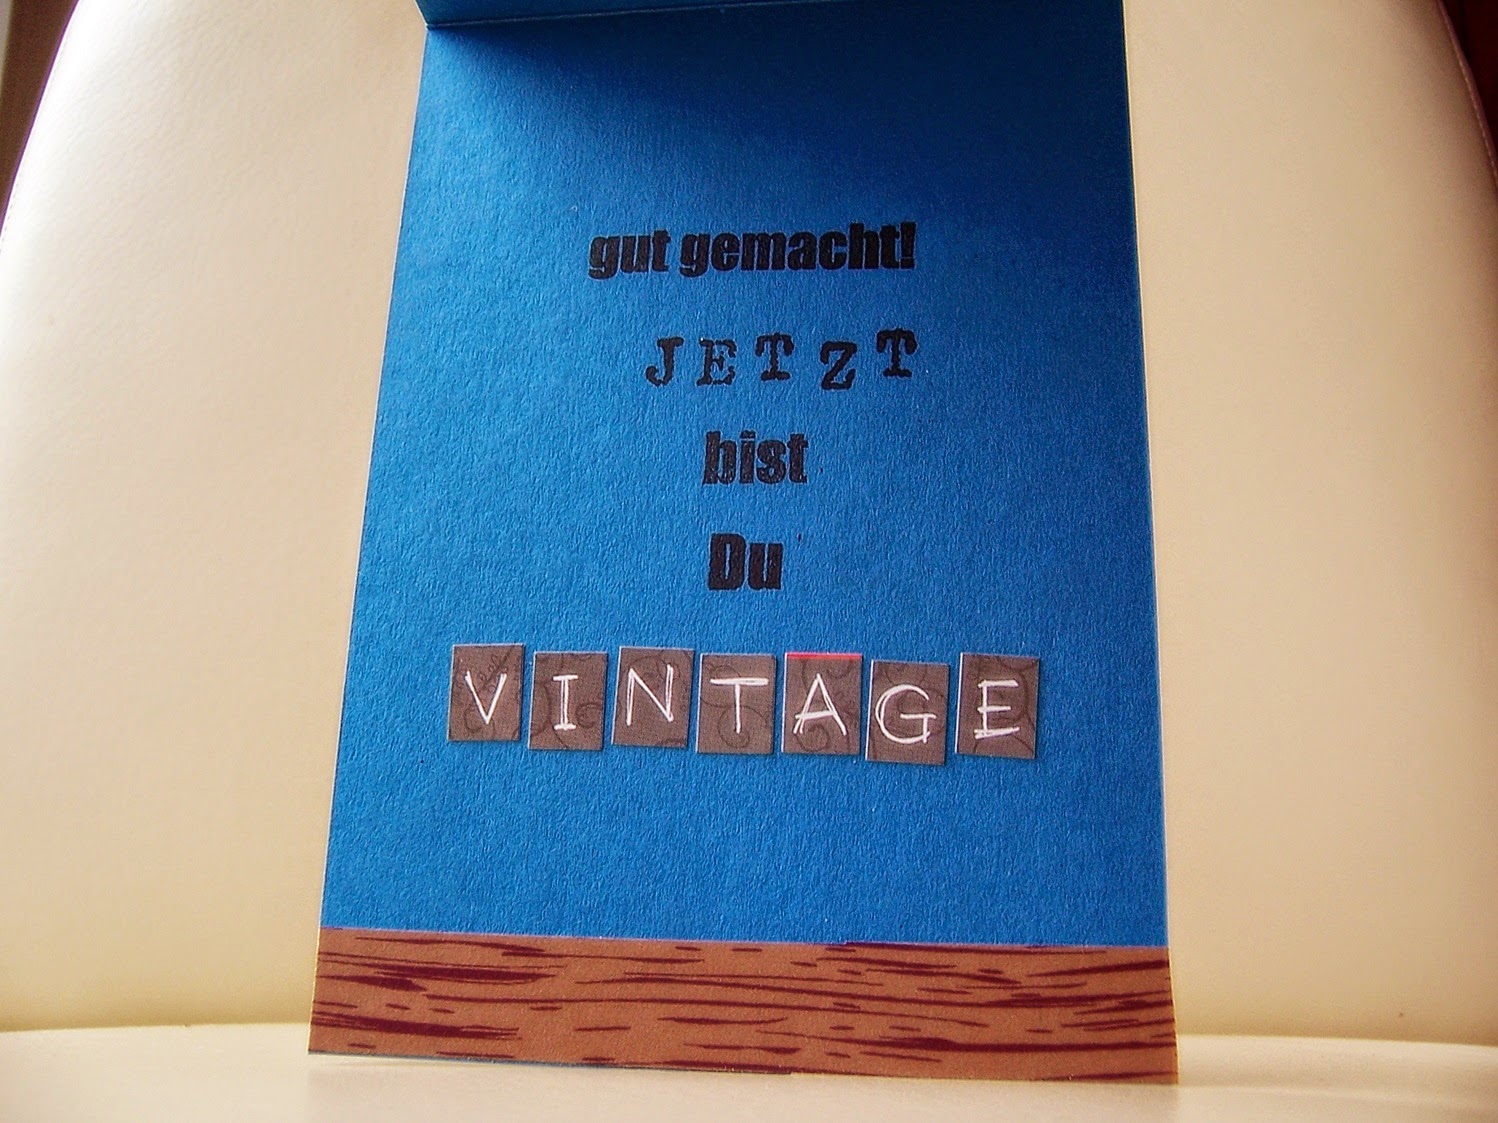 gut gemacht!
JETZT
bist
Du
VINTAGE